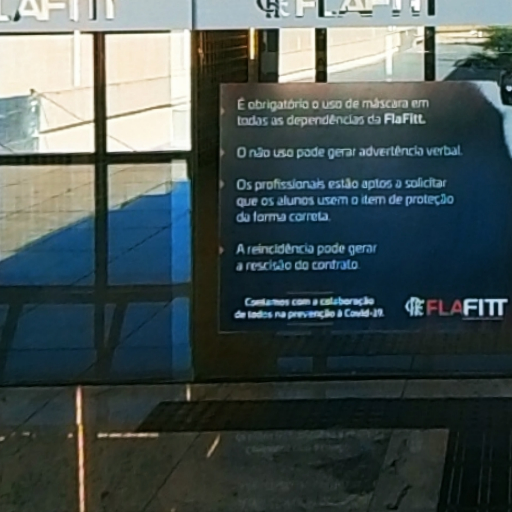 LAFITT
FLAFITT
É obrigatório o uso de máscara em
todas as dependências da FlaFitt.
O não uso pode gerar advertência verbal.
Os profissionais estão aptos a solicitar
que os alunos usem o item de proteção
da forma correta.
A reincidência pode gerar
a rescisão do contrato.
Contamos com a colaboração
de todos na prevenção à Covid-19.
FLAFITT